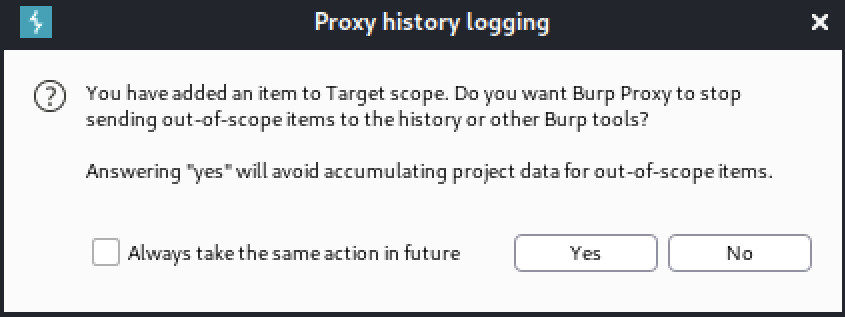 Proxy history logging
You have added an item to Target scope. Do you want Burp Proxy to stop
sending out-of-scope items to the history or other Burp tools?
Answering "yes" will avoid accumulating project data for out-of-scope items.
Always take the same action in future
Yes
No